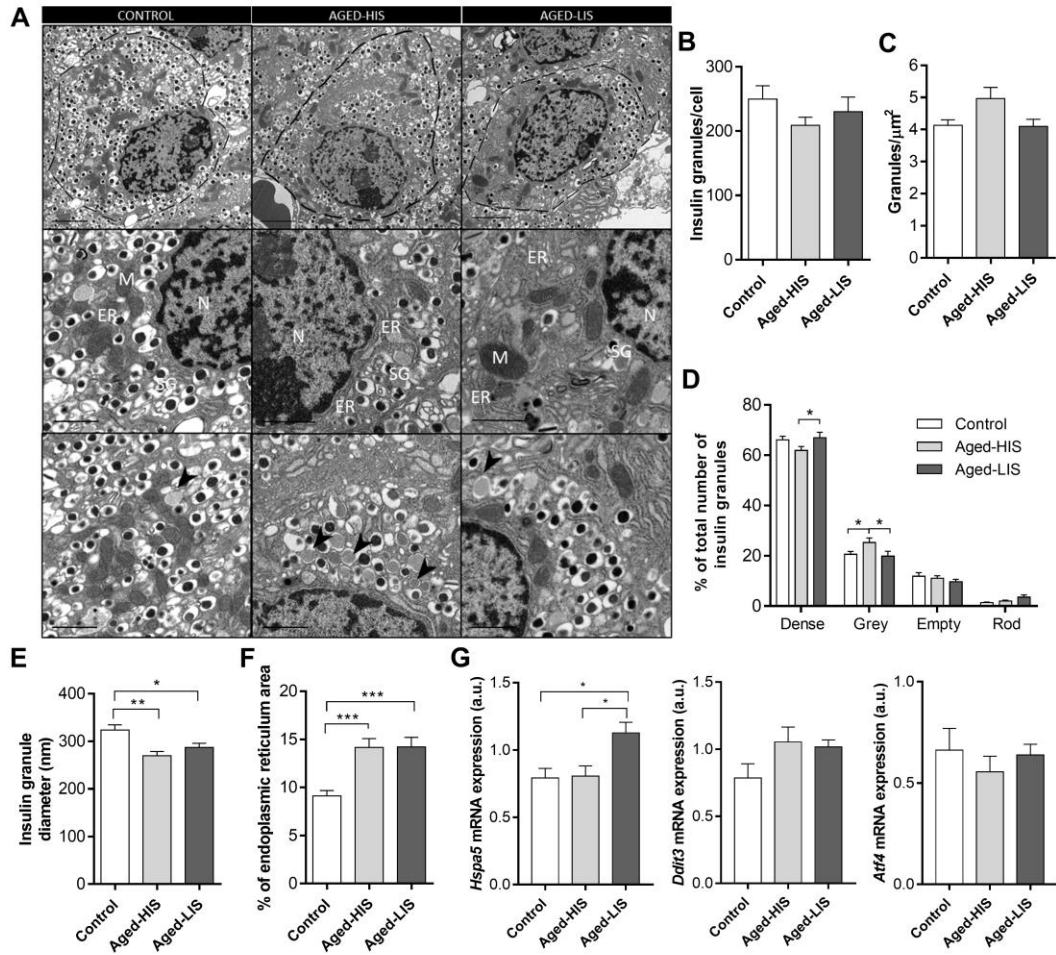 A
CONTROL
AGED-HIS
AGED-LIS
M
ER
N
SG
N
ER
SG
ER
ER
M
N
SG
ER
B
Insulin granules/cell
300
200
100
0
Control
Aged-HIS
Aged-LIS
C
Granules/μm²
6
5
4
3
2
1
0
Control
Aged-HIS
Aged-LIS
D
% of total number of
insulin granules
80
60
40
20
0
*
* *
Dense
Grey
Empty
Rod
Control
Aged-HIS
Aged-LIS
E
Insulin granule
diameter (nm)
400
300
200
100
0
*
**
Control
Aged-HIS
Aged-LIS
F
% of endoplasmic reticulum area
20
15
10
5
0
***
***
Control
Aged-HIS
Aged-LIS
G
Hspa5 mRNA expression (a.u.)
1.5
1.0
0.5
0.0
*
*
Control
Aged-HIS
Aged-LIS
Ddit3 mRNA expression (a.u.)
1.5
1.0
0.5
0.0
Control
Aged-HIS
Aged-LIS
Atf4 mRNA expression (a.u.)
1.0
0.5
0.0
Control
Aged-HIS
Aged-LIS